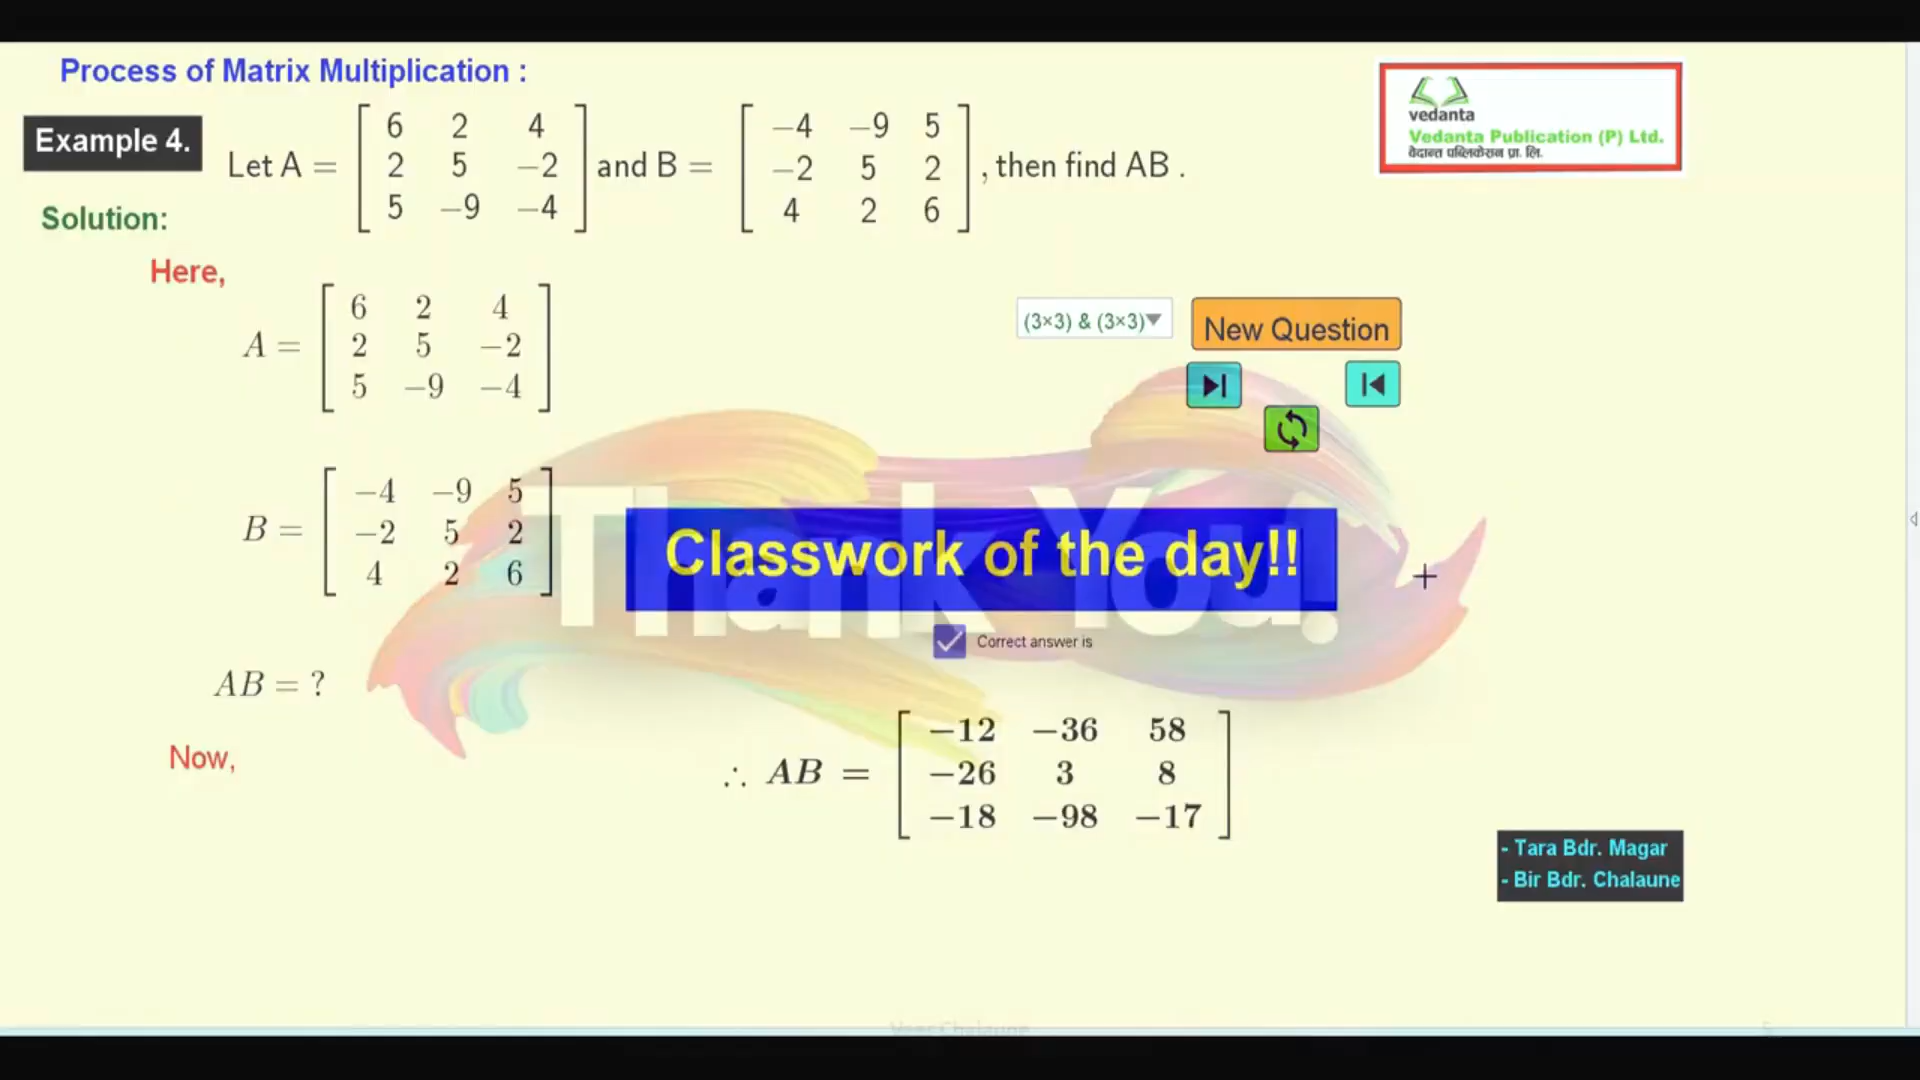 Process of Matrix Multiplication :
vedanta
Vedanta Publication (P) Ltd.
वेदान्त पब्लिकेसन प्रा. लि.
Example 4.
Let A = [ 6 2 4 ; 2 5 −2 ; 5 −9 −4 ] and B = [ −4 −9 5 ; −2 5 2 ; 4 2 6 ] , then find AB .
Solution:
Here,
A = [ 6 2 4 ; 2 5 −2 ; 5 −9 −4 ]
(3×3) & (3×3)▼
New Question
B = [ −4 −9 5 ; −2 5 2 ; 4 2 6 ]
Thank You!
Classwork of the day!!
Correct answer is
AB = ?
Now,
∴ AB = [ −12 −36 58 ; −26 3 8 ; −18 −98 −17 ]
- Tara Bdr. Magar
- Bir Bdr. Chalaune